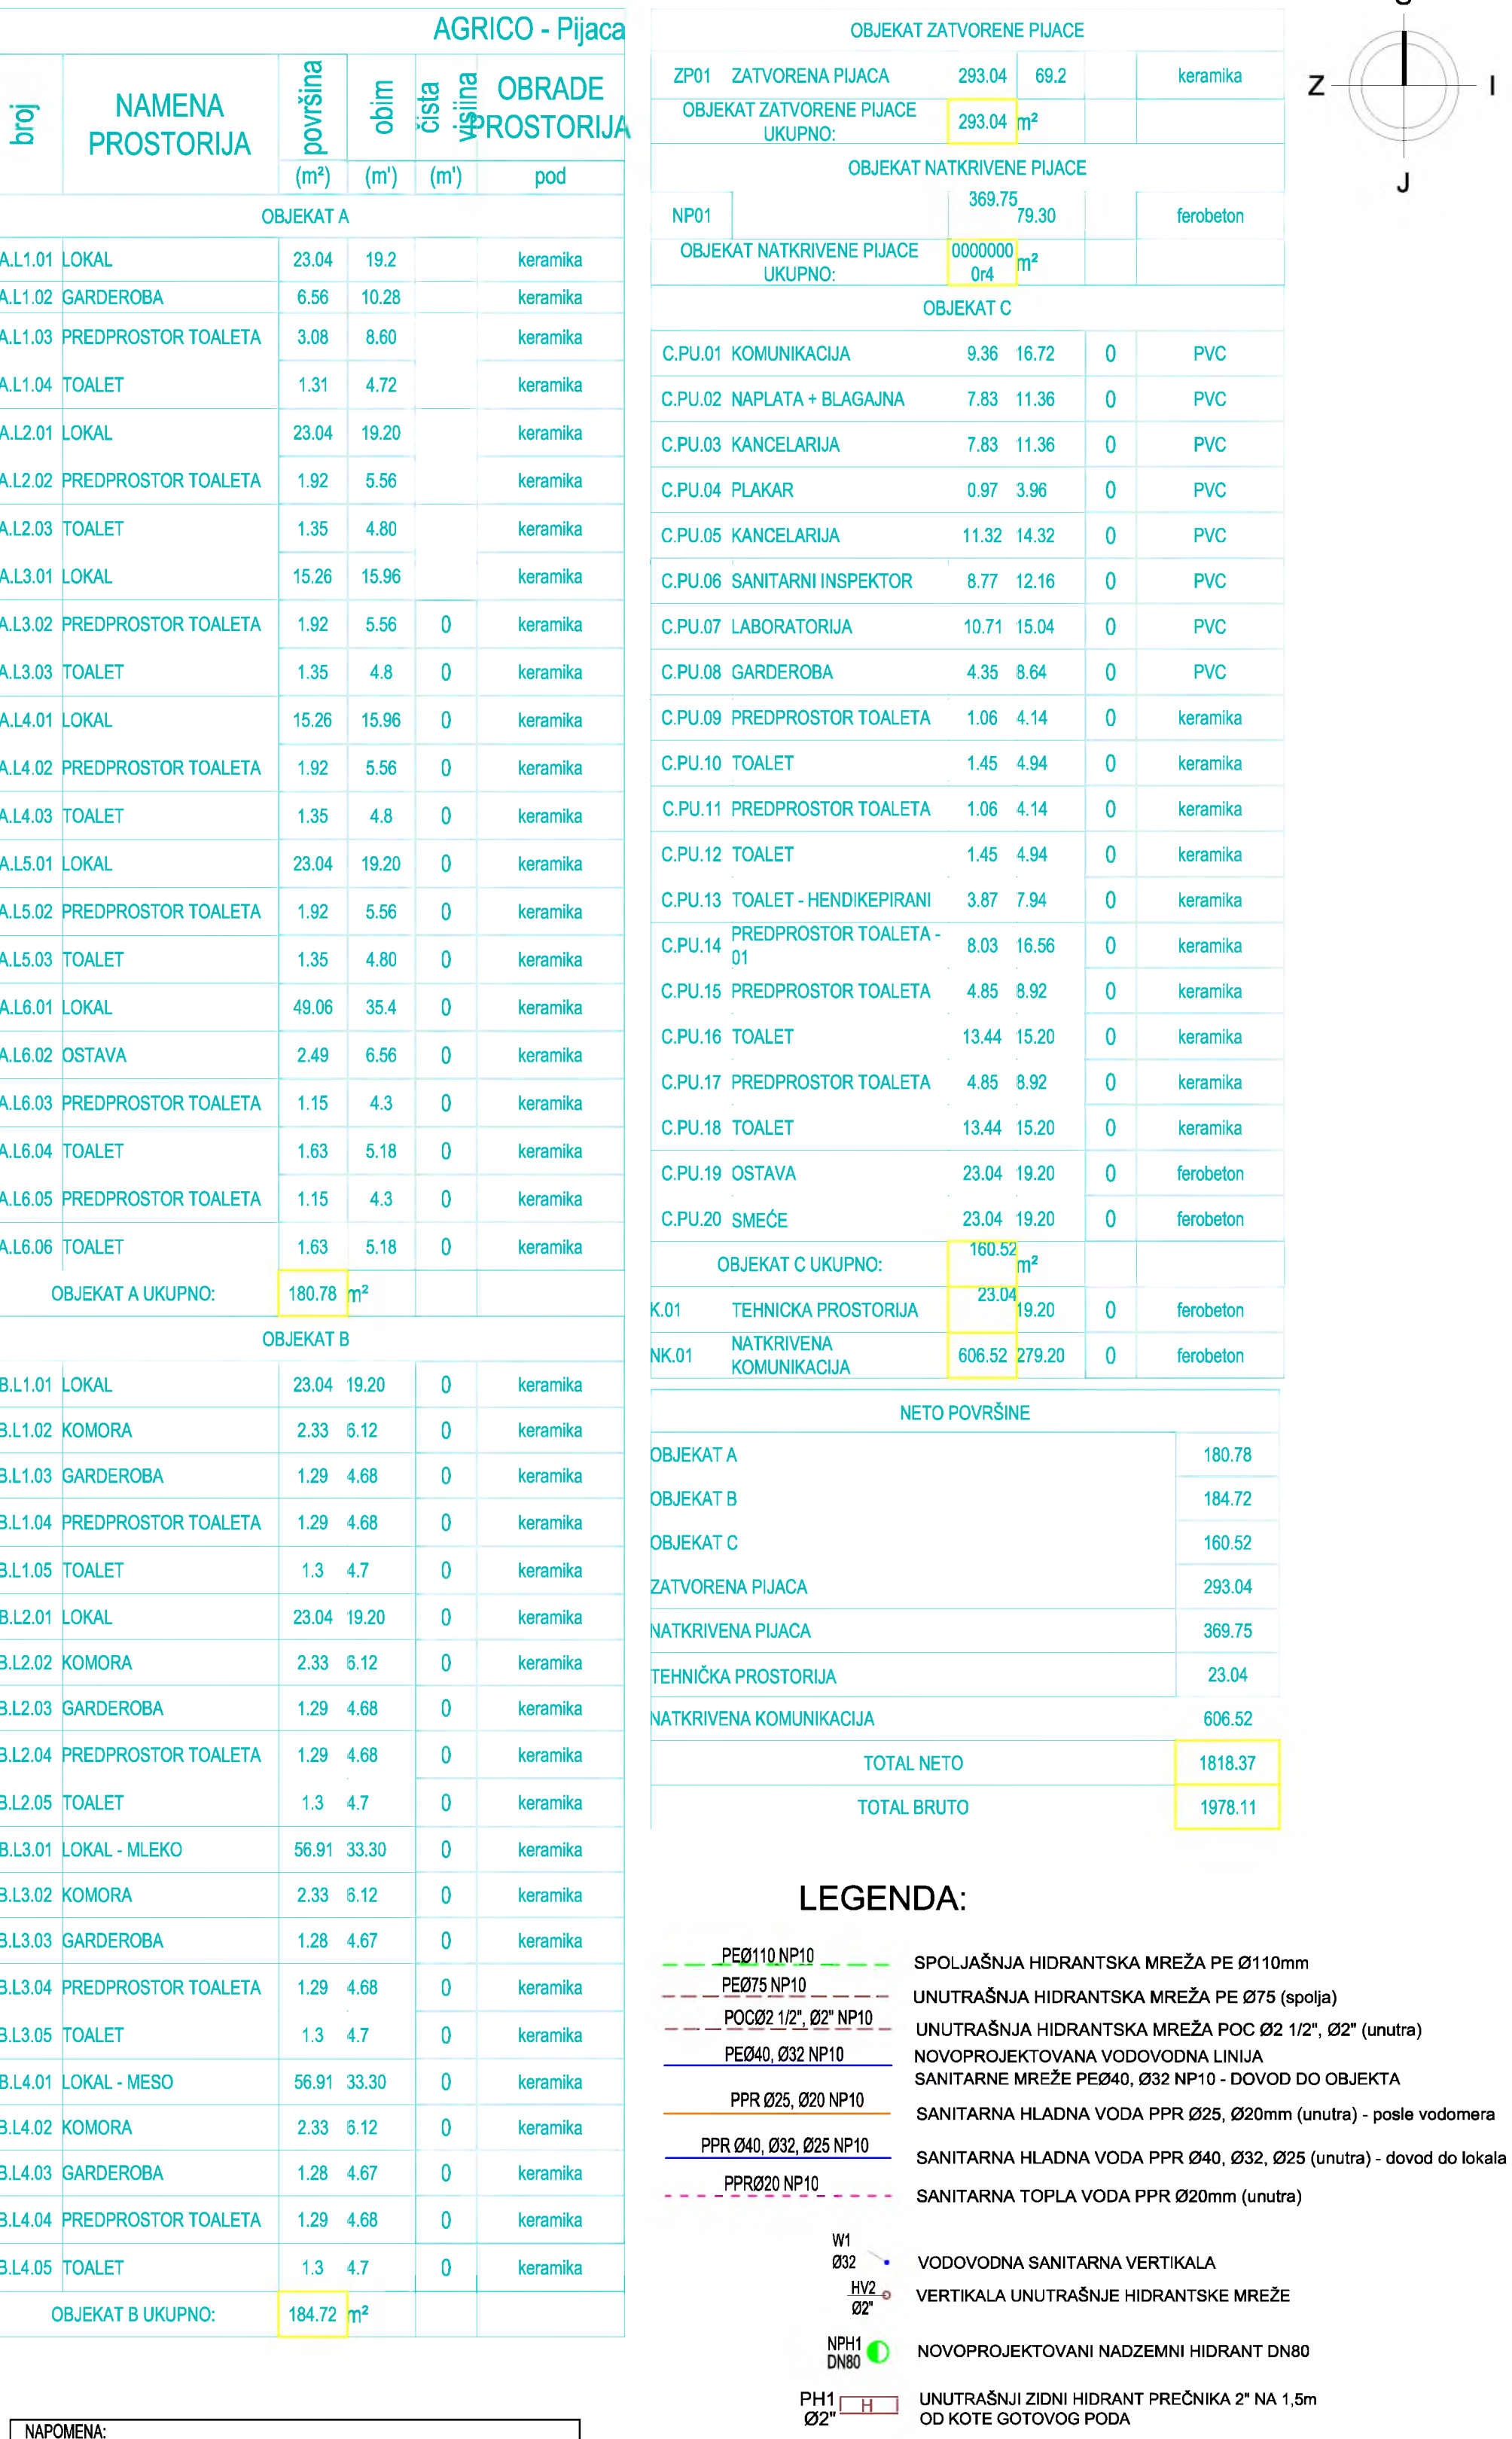 AGRICO - Pijaca
broj NAMENA PROSTORIJA površina obim čista visiina OBRADE PROSTORIJA
(m²) (m') (m') pod
OBJEKAT A
A.L1.01 LOKAL 23.04 19.2 keramika
A.L1.02 GARDEROBA 6.56 10.28 keramika
A.L1.03 PREDPROSTOR TOALETA 3.08 8.60 keramika
A.L1.04 TOALET 1.31 4.72 keramika
A.L2.01 LOKAL 23.04 19.20 keramika
A.L2.02 PREDPROSTOR TOALETA 1.92 5.56 keramika
A.L2.03 TOALET 1.35 4.80 keramika
A.L3.01 LOKAL 15.26 15.96 keramika
A.L3.02 PREDPROSTOR TOALETA 1.92 5.56 0 keramika
A.L3.03 TOALET 1.35 4.8 0 keramika
A.L4.01 LOKAL 15.26 15.96 0 keramika
A.L4.02 PREDPROSTOR TOALETA 1.92 5.56 0 keramika
A.L4.03 TOALET 1.35 4.8 0 keramika
A.L5.01 LOKAL 23.04 19.20 0 keramika
A.L5.02 PREDPROSTOR TOALETA 1.92 5.56 0 keramika
A.L5.03 TOALET 1.35 4.80 0 keramika
A.L6.01 LOKAL 49.06 35.4 0 keramika
A.L6.02 OSTAVA 2.49 6.56 0 keramika
A.L6.03 PREDPROSTOR TOALETA 1.15 4.3 0 keramika
A.L6.04 TOALET 1.63 5.18 0 keramika
A.L6.05 PREDPROSTOR TOALETA 1.15 4.3 0 keramika
A.L6.06 TOALET 1.63 5.18 0 keramika
OBJEKAT A UKUPNO: 180.78 m²
OBJEKAT B
B.L1.01 LOKAL 23.04 19.20 0 keramika
B.L1.02 KOMORA 2.33 6.12 0 keramika
B.L1.03 GARDEROBA 1.29 4.68 0 keramika
B.L1.04 PREDPROSTOR TOALETA 1.29 4.68 0 keramika
B.L1.05 TOALET 1.3 4.7 0 keramika
B.L2.01 LOKAL 23.04 19.20 0 keramika
B.L2.02 KOMORA 2.33 6.12 0 keramika
B.L2.03 GARDEROBA 1.29 4.68 0 keramika
B.L2.04 PREDPROSTOR TOALETA 1.29 4.68 0 keramika
B.L2.05 TOALET 1.3 4.7 0 keramika
B.L3.01 LOKAL - MLEKO 56.91 33.30 0 keramika
B.L3.02 KOMORA 2.33 6.12 0 keramika
B.L3.03 GARDEROBA 1.28 4.67 0 keramika
B.L3.04 PREDPROSTOR TOALETA 1.29 4.68 0 keramika
B.L3.05 TOALET 1.3 4.7 0 keramika
B.L4.01 LOKAL - MESO 56.91 33.30 0 keramika
B.L4.02 KOMORA 2.33 6.12 0 keramika
B.L4.03 GARDEROBA 1.28 4.67 0 keramika
B.L4.04 PREDPROSTOR TOALETA 1.29 4.68 0 keramika
B.L4.05 TOALET 1.3 4.7 0 keramika
OBJEKAT B UKUPNO: 184.72 m²
NAPOMENA:
OBJEKAT ZATVORENE PIJACE
ZP01 ZATVORENA PIJACA 293.04 69.2 keramika
OBJEKAT ZATVORENE PIJACE
UKUPNO: 293.04 m²
OBJEKAT NATKRIVENE PIJACE
NP01 369.75 79.30 ferobeton
OBJEKAT NATKRIVENE PIJACE 0000000
UKUPNO: 0r4 m²
OBJEKAT C
C.PU.01 KOMUNIKACIJA 9.36 16.72 0 PVC
C.PU.02 NAPLATA + BLAGAJNA 7.83 11.36 0 PVC
C.PU.03 KANCELARIJA 7.83 11.36 0 PVC
C.PU.04 PLAKAR 0.97 3.96 0 PVC
C.PU.05 KANCELARIJA 11.32 14.32 0 PVC
C.PU.06 SANITARNI INSPEKTOR 8.77 12.16 0 PVC
C.PU.07 LABORATORIJA 10.71 15.04 0 PVC
C.PU.08 GARDEROBA 4.35 8.64 0 PVC
C.PU.09 PREDPROSTOR TOALETA 1.06 4.14 0 keramika
C.PU.10 TOALET 1.45 4.94 0 keramika
C.PU.11 PREDPROSTOR TOALETA 1.06 4.14 0 keramika
C.PU.12 TOALET 1.45 4.94 0 keramika
C.PU.13 TOALET - HENDIKEPIRANI 3.87 7.94 0 keramika
C.PU.14 PREDPROSTOR TOALETA - 01 8.03 16.56 0 keramika
C.PU.15 PREDPROSTOR TOALETA 4.85 8.92 0 keramika
C.PU.16 TOALET 13.44 15.20 0 keramika
C.PU.17 PREDPROSTOR TOALETA 4.85 8.92 0 keramika
C.PU.18 TOALET 13.44 15.20 0 keramika
C.PU.19 OSTAVA 23.04 19.20 0 ferobeton
C.PU.20 SMEĆE 23.04 19.20 0 ferobeton
OBJEKAT C UKUPNO: 160.52 m²
K.01 TEHNICKA PROSTORIJA 23.04 19.20 0 ferobeton
NK.01 NATKRIVENA KOMUNIKACIJA 606.52 279.20 0 ferobeton
NETO POVRŠINE
OBJEKAT A 180.78
OBJEKAT B 184.72
OBJEKAT C 160.52
ZATVORENA PIJACA 293.04
NATKRIVENA PIJACA 369.75
TEHNIČKA PROSTORIJA 23.04
NATKRIVENA KOMUNIKACIJA 606.52
TOTAL NETO 1818.37
TOTAL BRUTO 1978.11
Z I
J
LEGENDA:
PEØ110 NP10 SPOLJAŠNJA HIDRANTSKA MREŽA PE Ø110mm
PEØ75 NP10 UNUTRAŠNJA HIDRANTSKA MREŽA PE Ø75 (spolja)
POCØ2 1/2", Ø2" NP10 UNUTRAŠNJA HIDRANTSKA MREŽA POC Ø2 1/2", Ø2" (unutra)
PEØ40, Ø32 NP10 NOVOPROJEKTOVANA VODOVODNA LINIJA
SANITARNE MREŽE PEØ40, Ø32 NP10 - DOVOD DO OBJEKTA
PPR Ø25, Ø20 NP10 SANITARNA HLADNA VODA PPR Ø25, Ø20mm (unutra) - posle vodomera
PPR Ø40, Ø32, Ø25 NP10 SANITARNA HLADNA VODA PPR Ø40, Ø32, Ø25 (unutra) - dovod do lokala
PPRØ20 NP10 SANITARNA TOPLA VODA PPR Ø20mm (unutra)
W1
Ø32 VODOVODNA SANITARNA VERTIKALA
HV2
Ø2" VERTIKALA UNUTRAŠNJE HIDRANTSKE MREŽE
NPH1
DN80 NOVOPROJEKTOVANI NADZEMNI HIDRANT DN80
PH1 H UNUTRAŠNJI ZIDNI HIDRANT PREČNIKA 2" NA 1,5m
Ø2" OD KOTE GOTOVOG PODA